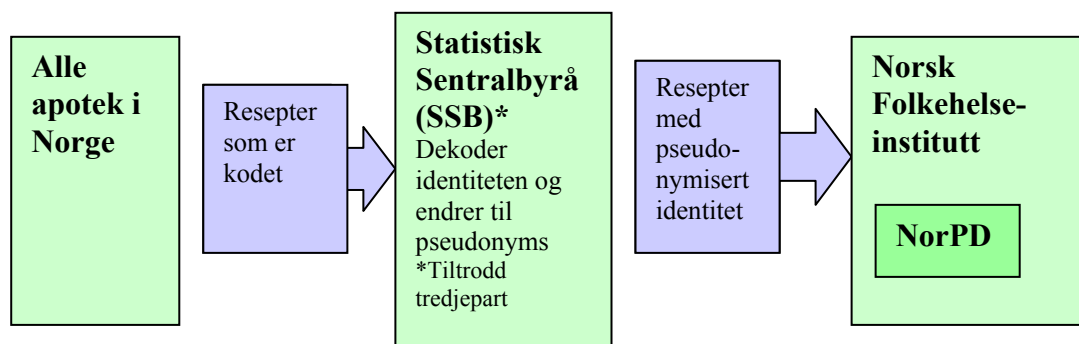 Alle
apotek i
Norge
Resepter
som er
kodet
Statistisk
Sentralbyrå
(SSB)*
Dekoder
identiteten og
endrer til
pseudonyms
*Tiltrodd
tredjepart
Resepter
med
pseudo-
nymisert
identitet
Norsk
Folkehelse-
institutt
NorPD